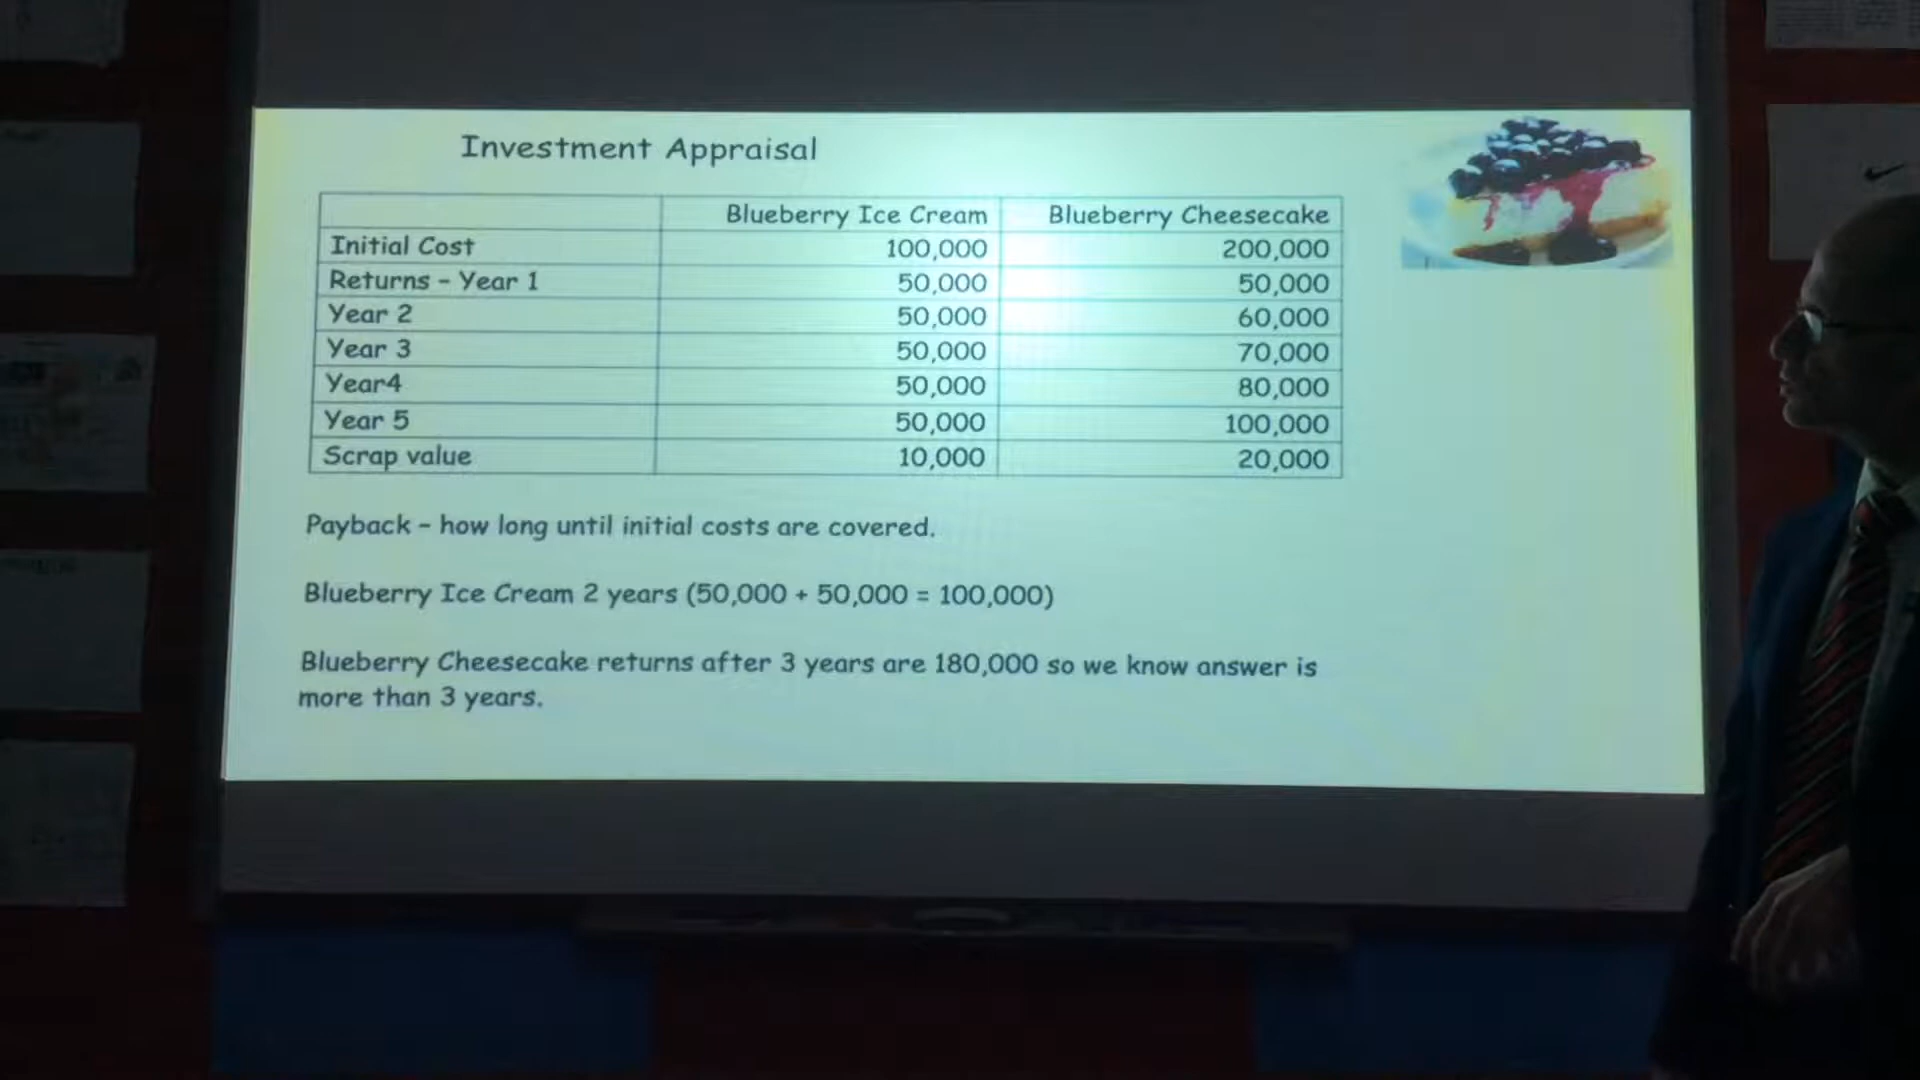 Investment Appraisal
Blueberry Ice Cream Blueberry Cheesecake
Initial Cost 100,000 200,000
Returns - Year 1 50,000 50,000
Year 2 50,000 60,000
Year 3 50,000 70,000
Year4 50,000 80,000
Year 5 50,000 100,000
Scrap value 10,000 20,000
Payback - how long until initial costs are covered.
Blueberry Ice Cream 2 years (50,000 + 50,000 = 100,000)
Blueberry Cheesecake returns after 3 years are 180,000 so we know answer is
more than 3 years.